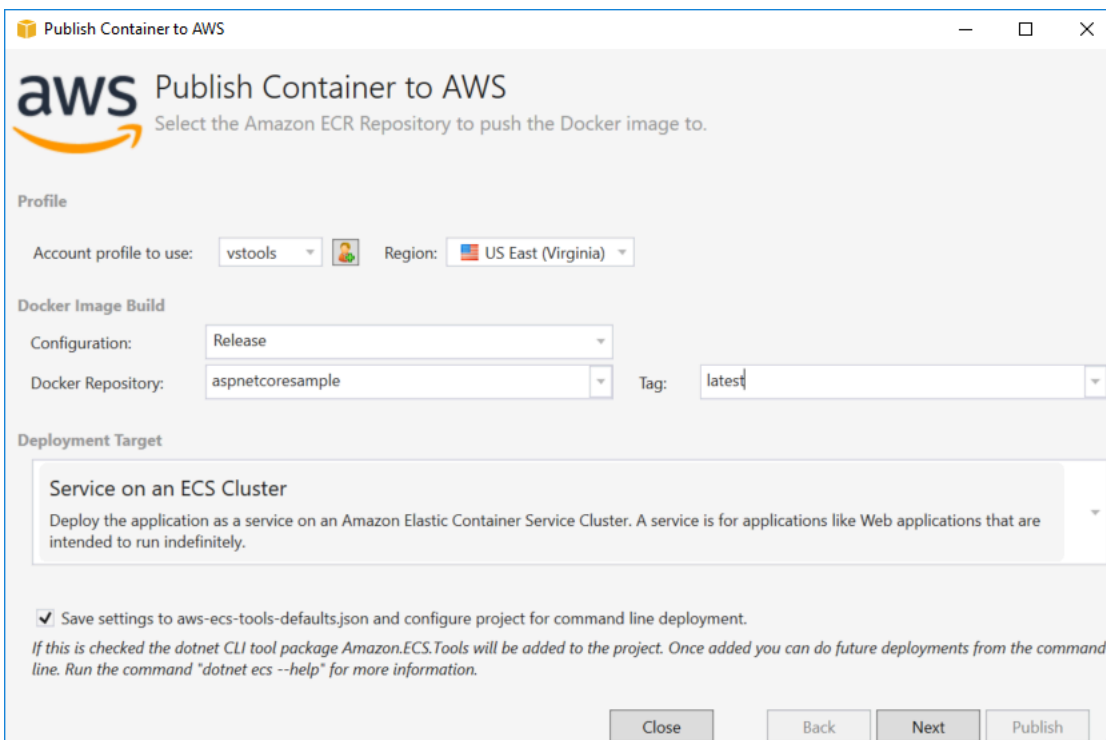 Publish Container to AWS
aws Publish Container to AWS
Select the Amazon ECR Repository to push the Docker image to.
Profile
Account profile to use: vstools Region: US East (Virginia)
Docker Image Build
Configuration: Release
Docker Repository: aspnetcoresample Tag: latest
Deployment Target
Service on an ECS Cluster
Deploy the application as a service on an Amazon Elastic Container Service Cluster. A service is for applications like Web applications that are
intended to run indefinitely.
Save settings to aws-ecs-tools-defaults.json and configure project for command line deployment.
If this is checked the dotnet CLI tool package Amazon.ECS.Tools will be added to the project. Once added you can do future deployments from the command
line. Run the command "dotnet ecs --help" for more information.
Close Back Next Publish